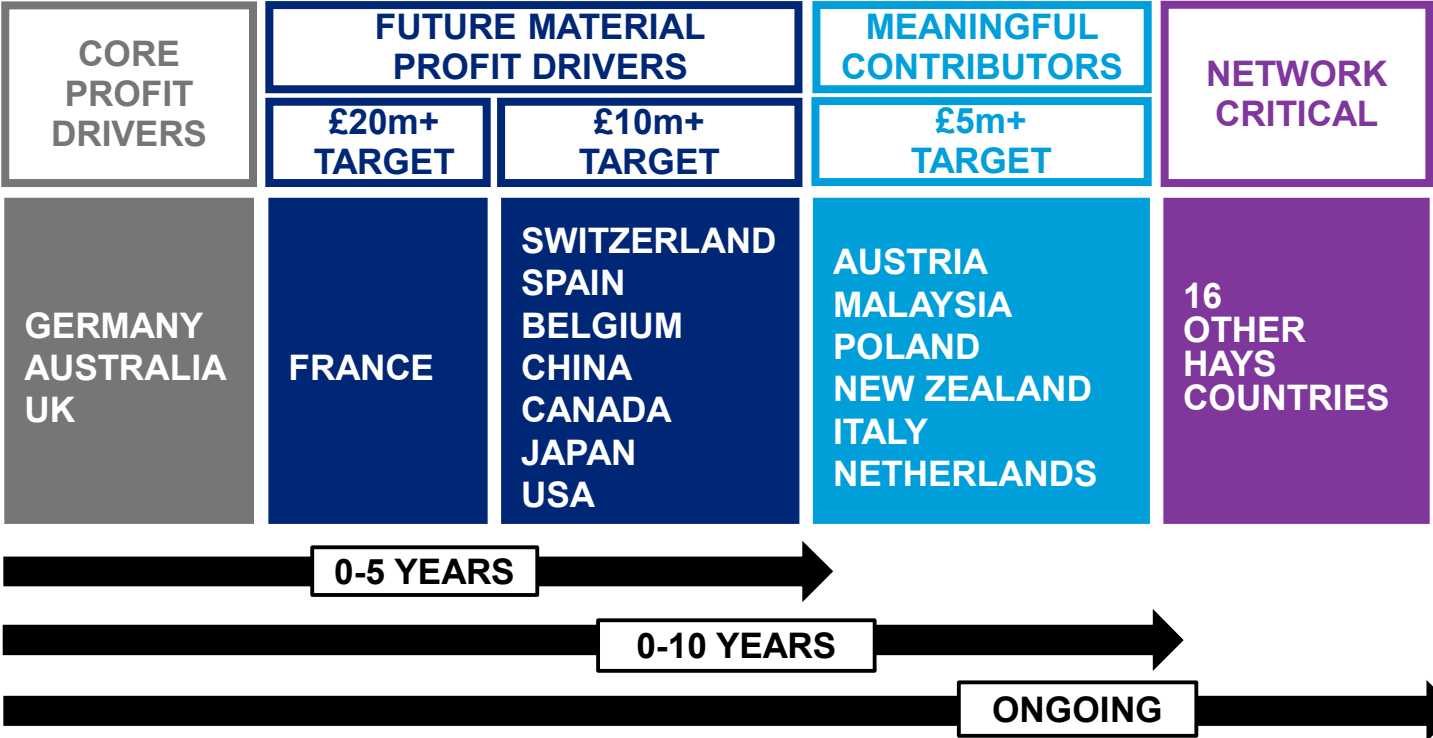 CORE
PROFIT
DRIVERS
FUTURE MATERIAL
PROFIT DRIVERS
£20m+
TARGET
£10m+
TARGET
MEANINGFUL
CONTRIBUTORS
£5m+
TARGET
NETWORK
CRITICAL
GERMANY
AUSTRALIA
UK
FRANCE
SWITZERLAND
SPAIN
BELGIUM
CHINA
CANADA
JAPAN
USA
AUSTRIA
MALAYSIA
POLAND
NEW ZEALAND
ITALY
NETHERLANDS
16
OTHER
HAYS
COUNTRIES
0-5 YEARS
0-10 YEARS
ONGOING